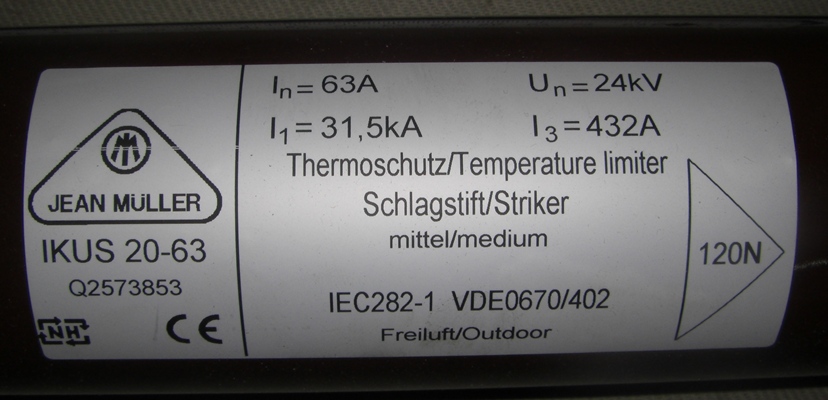 JEAN MÜLLER
IKUS 20-63
Q2573853
NH
CE
In = 63A Un = 24kV
I1 = 31,5kA I3 = 432A
Thermoschutz/Temperature limiter
Schlagstift/Striker
mittel/medium
120N
IEC282-1 VDE0670/402
Freiluft/Outdoor